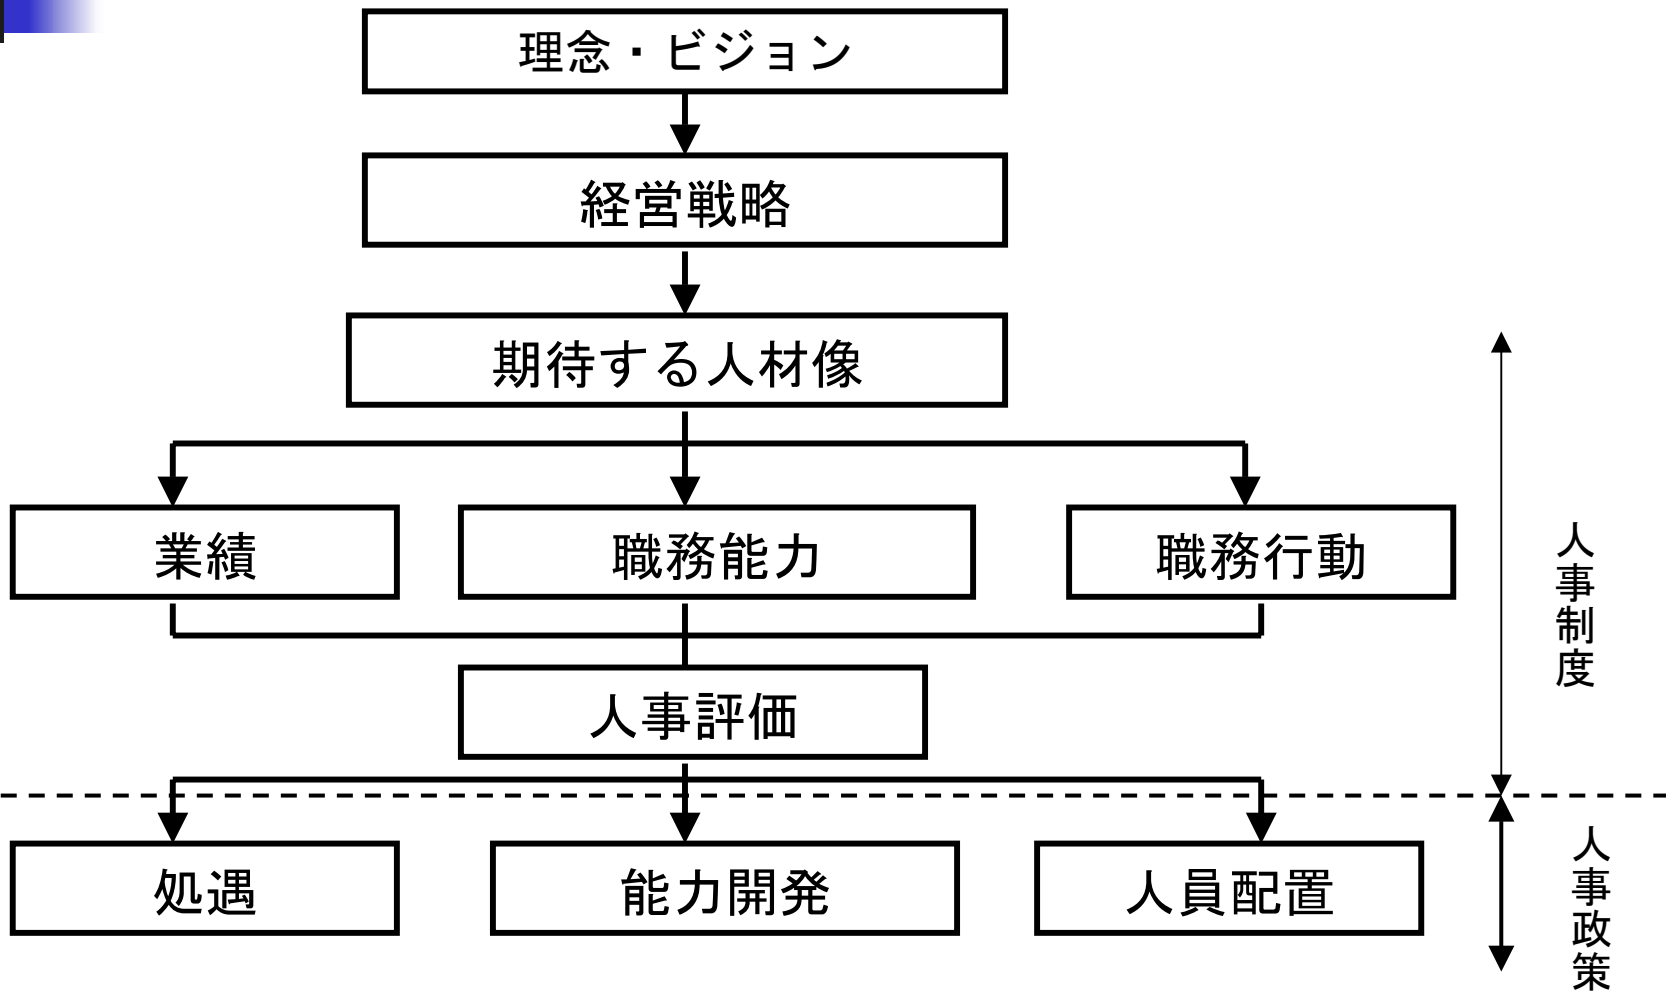 理念・ビジョン
経営戦略
期待する人材像
業績
職務能力
職務行動
人事制度
人事評価
処遇
能力開発
人員配置
人事政策